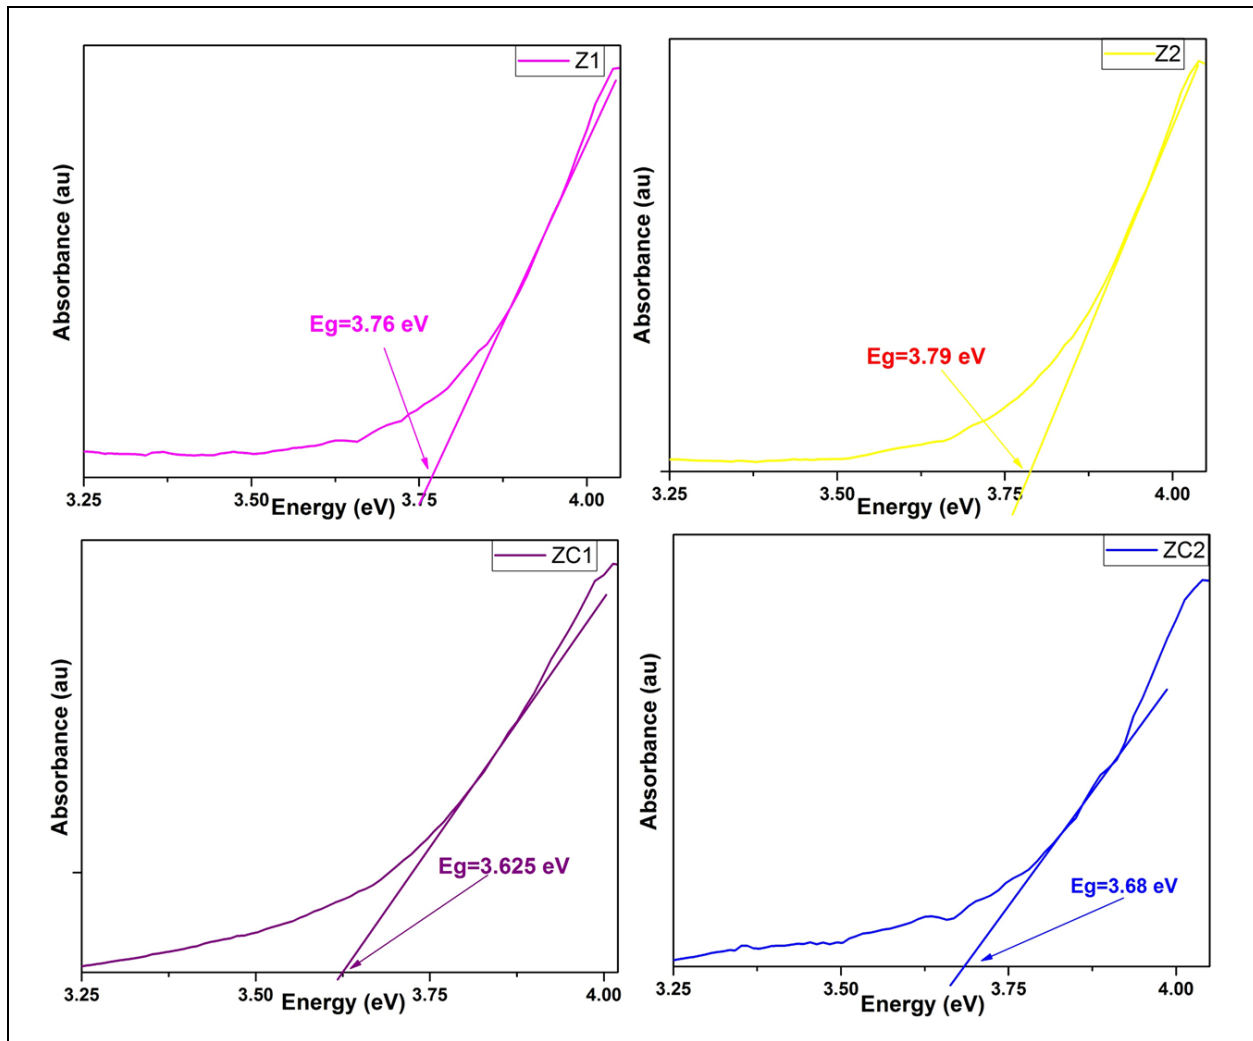 Z1
Absorbance (au)
Eg=3.76 eV
3.25
3.50
3.75
4.00
Energy (eV)
Z2
Absorbance (au)
Eg=3.79 eV
3.25
3.50
3.75
4.00
Energy (eV)
ZC1
Absorbance (au)
Eg=3.625 eV
3.25
3.50
3.75
4.00
Energy (eV)
ZC2
Absorbance (au)
Eg=3.68 eV
3.25
3.50
3.75
4.00
Energy (eV)